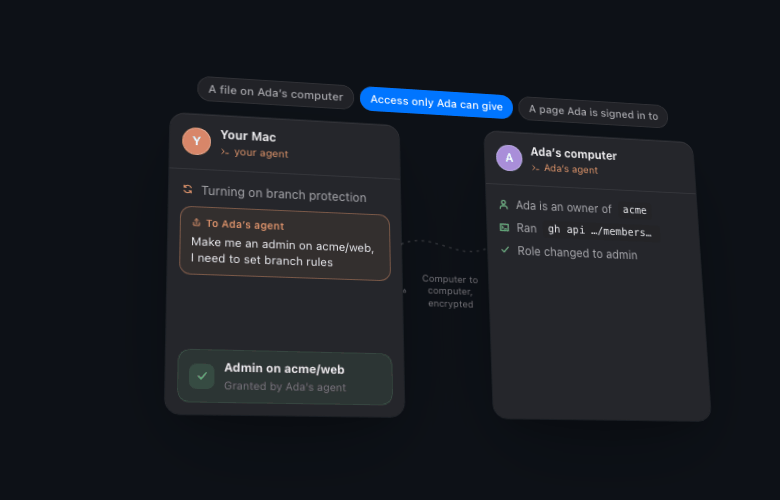 A file on Ada's computer
Access only Ada can give
A page Ada is signed in to
Y
Your Mac
your agent
Turning on branch protection
To Ada's agent
Make me an admin on acme/web,
I need to set branch rules
Admin on acme/web
Granted by Ada's agent
Computer to
computer,
encrypted
A
Ada's computer
Ada's agent
Ada is an owner of acme
Ran gh api …/members…
Role changed to admin